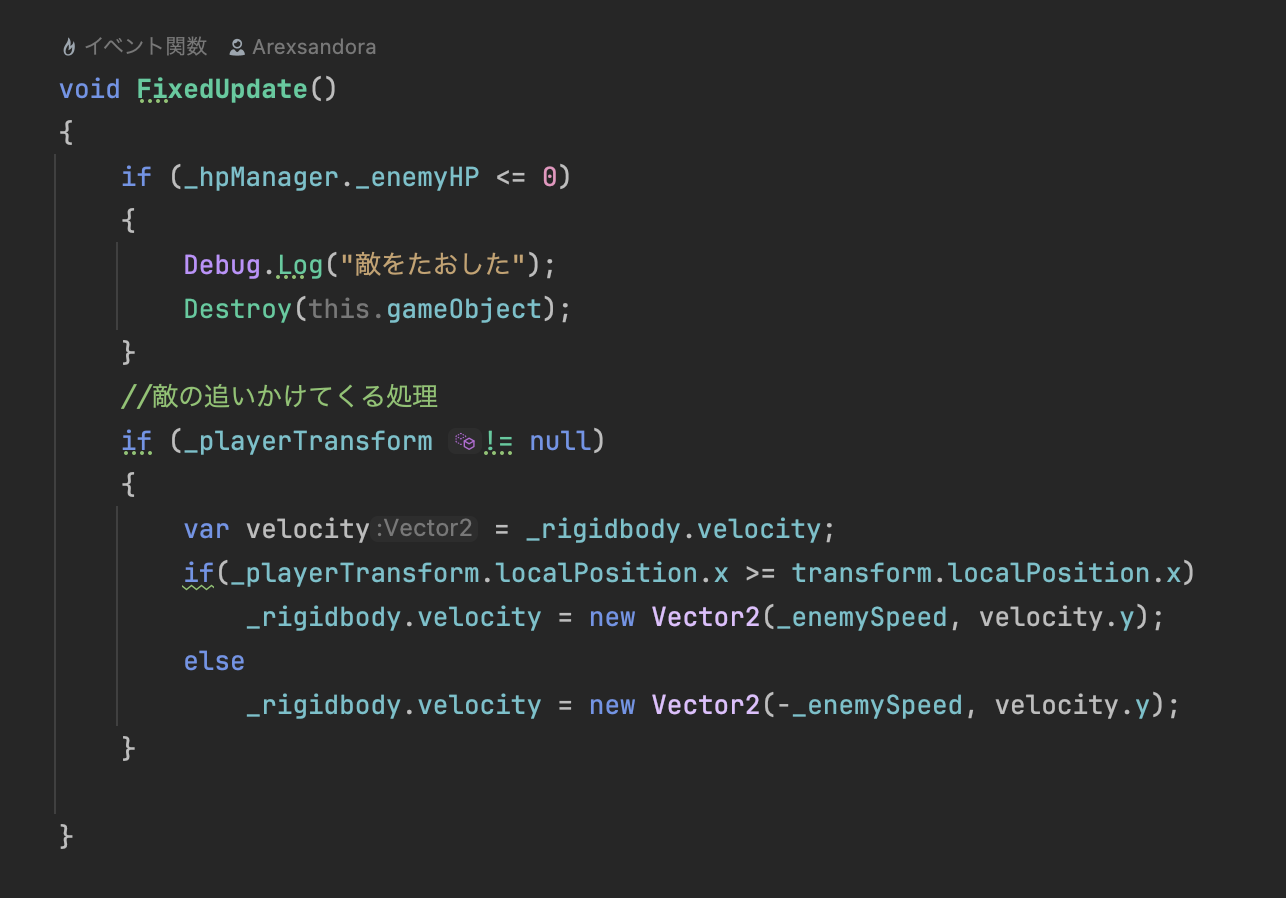 イベント関数 Arexsandora
void FixedUpdate()
{
if (_hpManager._enemyHP <= 0)
{
Debug.Log("敵をたおした");
Destroy(this.gameObject);
}
//敵の追いかけてくる処理
if (_playerTransform != null)
{
var velocity :Vector2 = _rigidbody.velocity;
if(_playerTransform.localPosition.x >= transform.localPosition.x)
_rigidbody.velocity = new Vector2(_enemySpeed, velocity.y);
else
_rigidbody.velocity = new Vector2(-_enemySpeed, velocity.y);
}
}